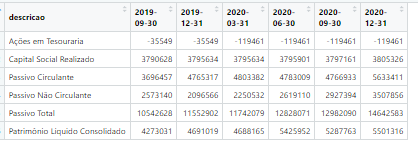 descricao 2019-09-30 2019-12-31 2020-03-31 2020-06-30 2020-09-30 2020-12-31
Ações em Tesouraria -35549 -35549 -119461 -119461 -119461 -119461
Capital Social Realizado 3790628 3795634 3795634 3795901 3797161 3805326
Passivo Circulante 3696457 4765317 4803382 4783009 4766933 5633411
Passivo Não Circulante 2573140 2096566 2250532 2619110 2927394 3507856
Passivo Total 10542628 11552902 11742079 12828071 12982090 14642583
Patrimônio Líquido Consolidado 4273031 4691019 4688165 5425952 5287763 5501316